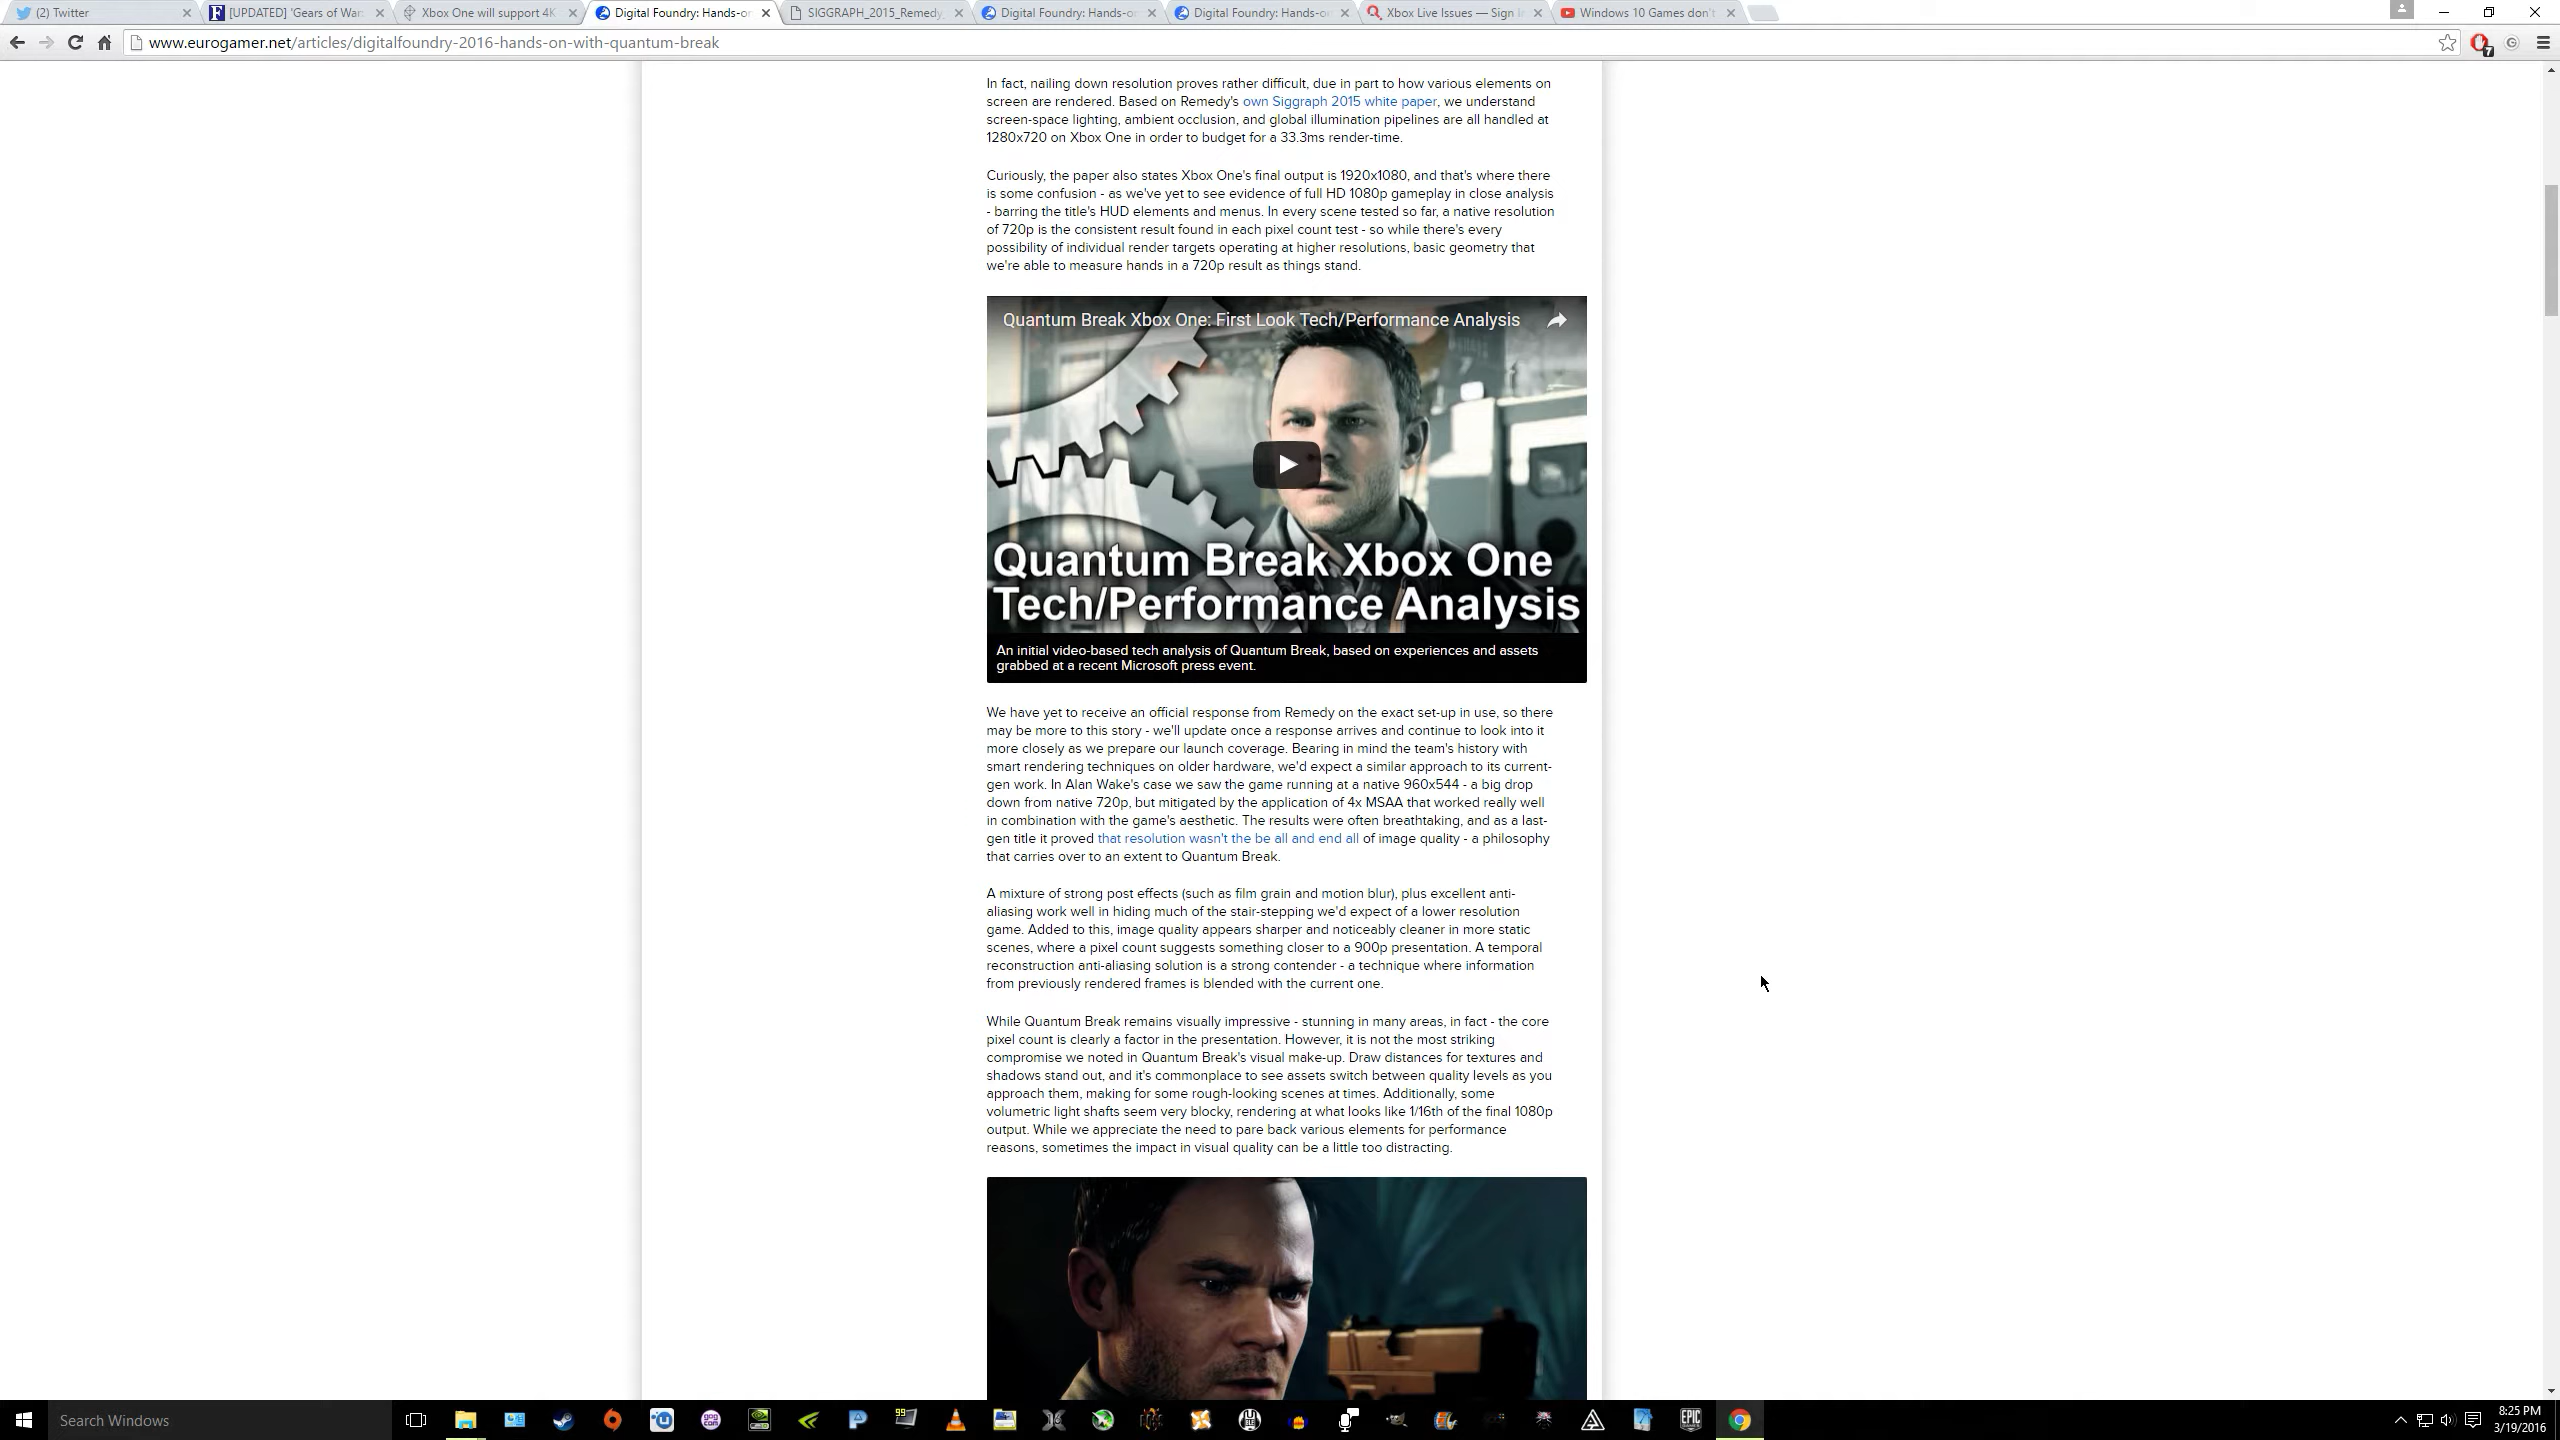 (2) Twitter
[UPDATED] 'Gears of War
Xbox One will support 4K
Digital Foundry: Hands-o
SIGGRAPH_2015_Remedy
Digital Foundry: Hands-o
Digital Foundry: Hands-o
Xbox Live Issues — Sign I
Windows 10 Games don't
www.eurogamer.net/articles/digitalfoundry-2016-hands-on-with-quantum-break
7
In fact, nailing down resolution proves rather difficult, due in part to how various elements on
screen are rendered. Based on Remedy's own Siggraph 2015 white paper, we understand
screen-space lighting, ambient occlusion, and global illumination pipelines are all handled at
1280x720 on Xbox One in order to budget for a 33.3ms render-time.
Curiously, the paper also states Xbox One's final output is 1920x1080, and that's where there
is some confusion - as we've yet to see evidence of full HD 1080p gameplay in close analysis
- barring the title's HUD elements and menus. In every scene tested so far, a native resolution
of 720p is the consistent result found in each pixel count test - so while there's every
possibility of individual render targets operating at higher resolutions, basic geometry that
we're able to measure hands in a 720p result as things stand.
Quantum Break Xbox One: First Look Tech/Performance Analysis
Quantum Break Xbox One
Tech/Performance Analysis
An initial video-based tech analysis of Quantum Break, based on experiences and assets
grabbed at a recent Microsoft press event.
We have yet to receive an official response from Remedy on the exact set-up in use, so there
may be more to this story - we'll update once a response arrives and continue to look into it
more closely as we prepare our launch coverage. Bearing in mind the team's history with
smart rendering techniques on older hardware, we'd expect a similar approach to its current-
gen work. In Alan Wake's case we saw the game running at a native 960x544 - a big drop
down from native 720p, but mitigated by the application of 4x MSAA that worked really well
in combination with the game's aesthetic. The results were often breathtaking, and as a last-
gen title it proved that resolution wasn't the be all and end all of image quality - a philosophy
that carries over to an extent to Quantum Break.
A mixture of strong post effects (such as film grain and motion blur), plus excellent anti-
aliasing work well in hiding much of the stair-stepping we'd expect of a lower resolution
game. Added to this, image quality appears sharper and noticeably cleaner in more static
scenes, where a pixel count suggests something closer to a 900p presentation. A temporal
reconstruction anti-aliasing solution is a strong contender - a technique where information
from previously rendered frames is blended with the current one.
While Quantum Break remains visually impressive - stunning in many areas, in fact - the core
pixel count is clearly a factor in the presentation. However, it is not the most striking
compromise we noted in Quantum Break's visual make-up. Draw distances for textures and
shadows stand out, and it's commonplace to see assets switch between quality levels as you
approach them, making for some rough-looking scenes at times. Additionally, some
volumetric light shafts seem very blocky, rendering at what looks like 1/16th of the final 1080p
output. While we appreciate the need to pare back various elements for performance
reasons, sometimes the impact in visual quality can be a little too distracting.
Search Windows
99
EPIC
8:25 PM
3/19/2016